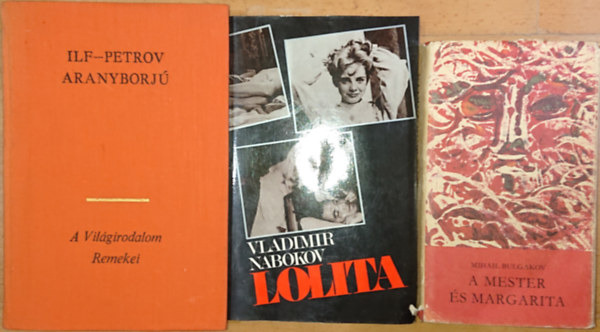 ILF–PETROV
ARANYBORJÚ
A Világirodalom
Remekei
VLADIMIR
NABOKOV
LOLITA
MIHAIL BULGAKOV
A MESTER
ÉS MARGARITA